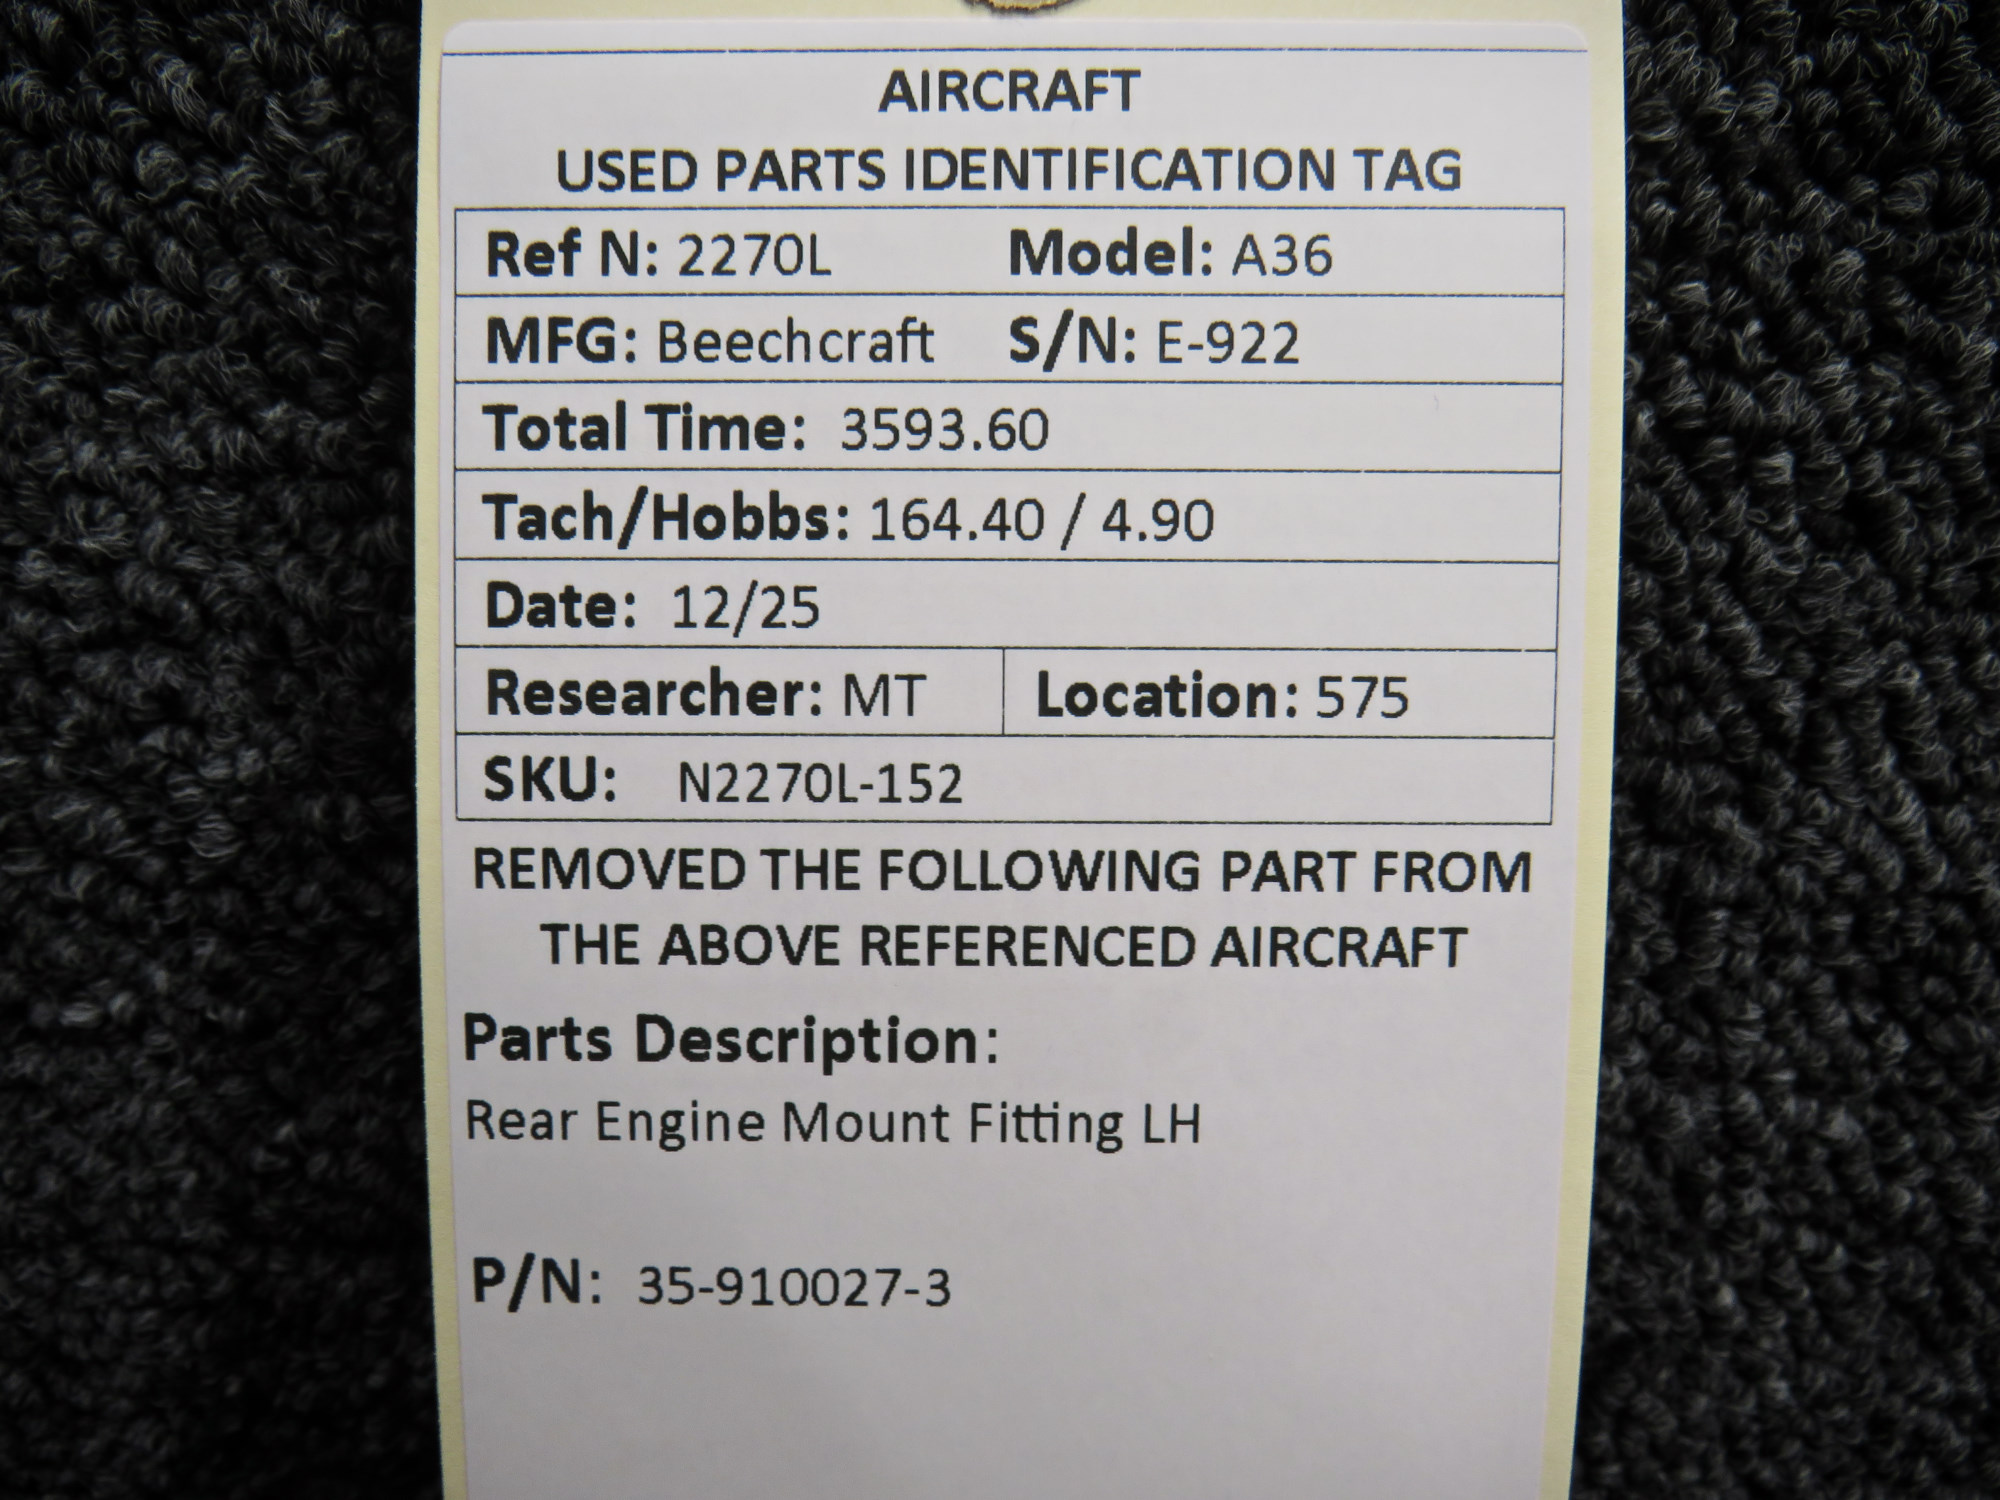 AIRCRAFT
USED PARTS IDENTIFICATION TAG
Ref N: 2270L Model: A36
MFG: Beechcraft S/N: E-922
Total Time: 3593.60
Tach/Hobbs: 164.40 / 4.90
Date: 12/25
Researcher: MT Location: 575
SKU: N2270L-152
REMOVED THE FOLLOWING PART FROM
THE ABOVE REFERENCED AIRCRAFT
Parts Description:
Rear Engine Mount Fitting LH
P/N: 35-910027-3